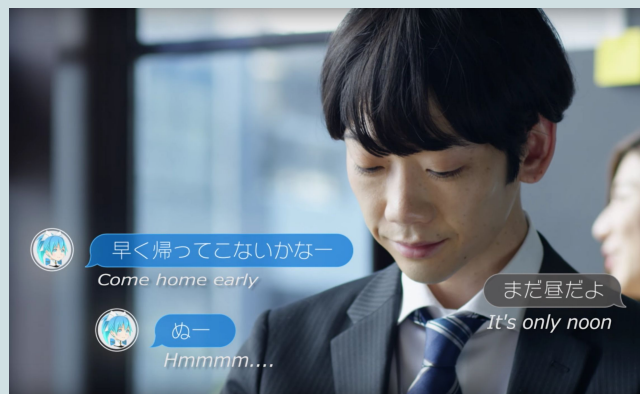 早く帰ってこないかなー
Come home early
まだ昼だよ
It's only noon
ぬー
Hmmmm....